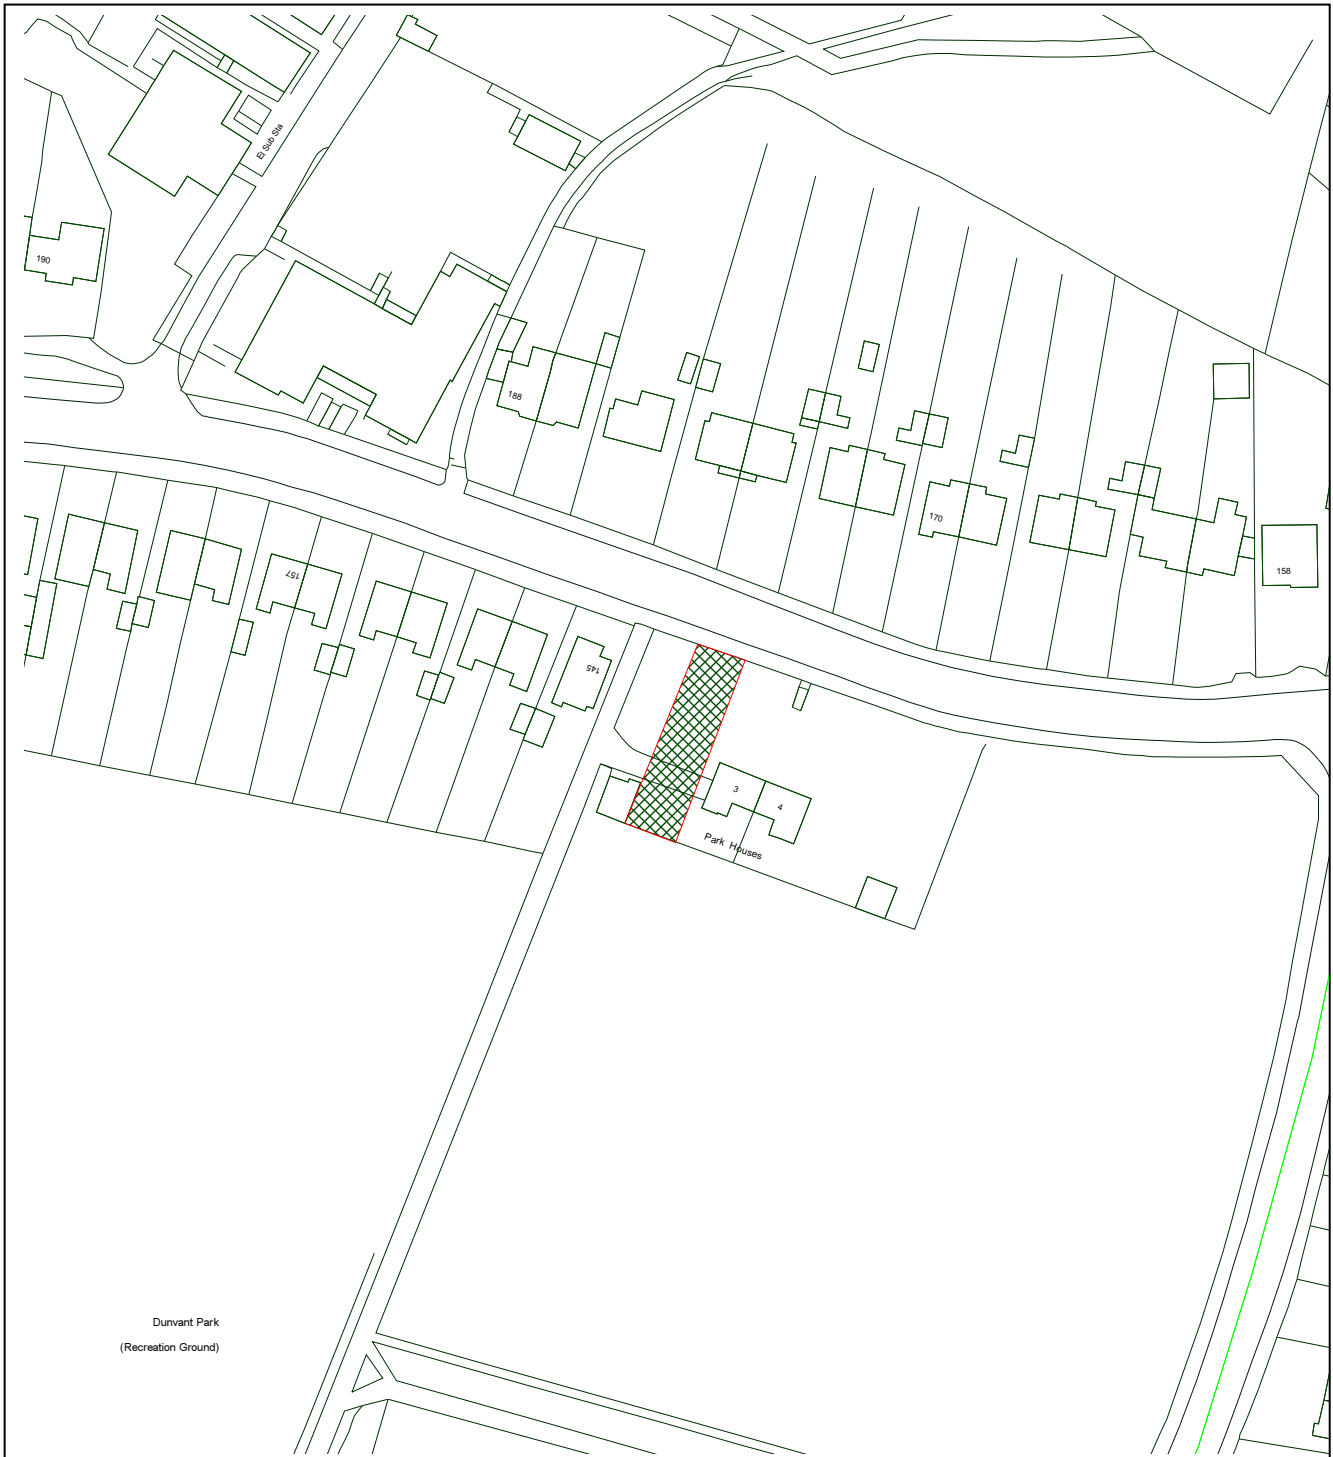 El Sub Sta
190
188
170
158
157
145
3
4
Park Houses
Dunvant Park
(Recreation Ground)